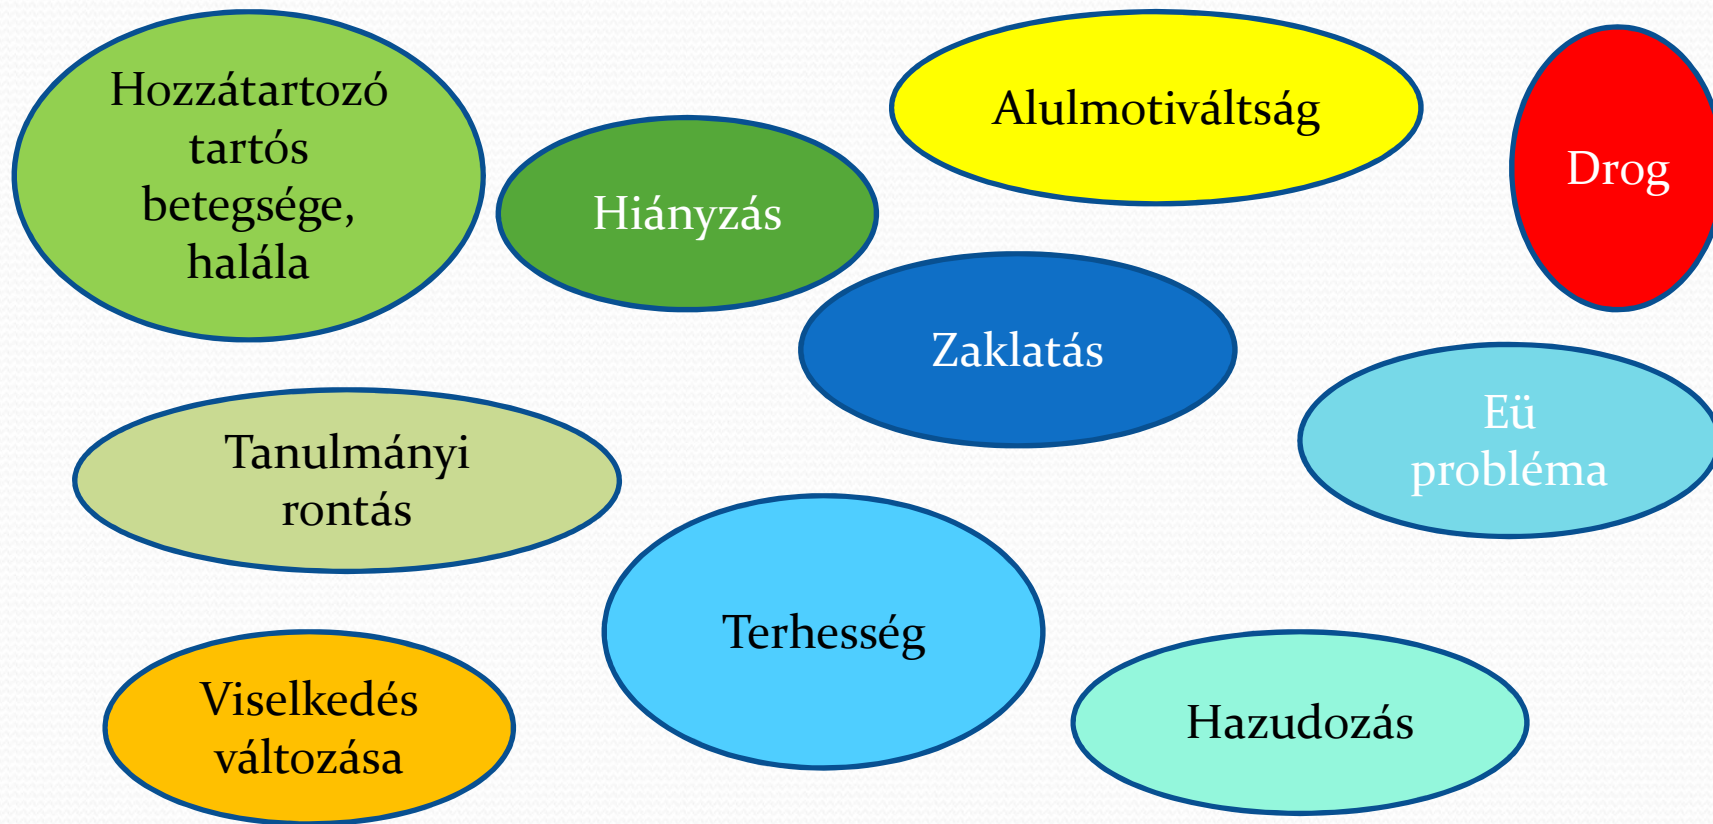 Hozzátartozó
tartós
betegsége,
halála
Hiányzás
Alulmotiváltság
Drog
Zaklatás
Eü
probléma
Tanulmányi
rontás
Terhesség
Viselkedés
változása
Hazudozás